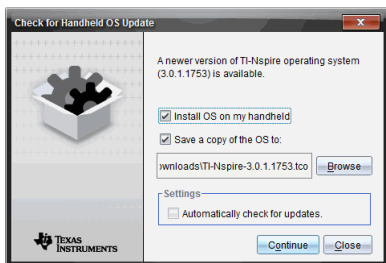 Check for Handheld OS Update
A newer version of TI-Nspire operating system
(3.0.1.1753) is available.
Install OS on my handheld
Save a copy of the OS to:
wnloads\TI-Nspire-3.0.1.1753.tco
Browse
Settings
Automatically check for updates.
TEXAS
INSTRUMENTS
Continue
Close